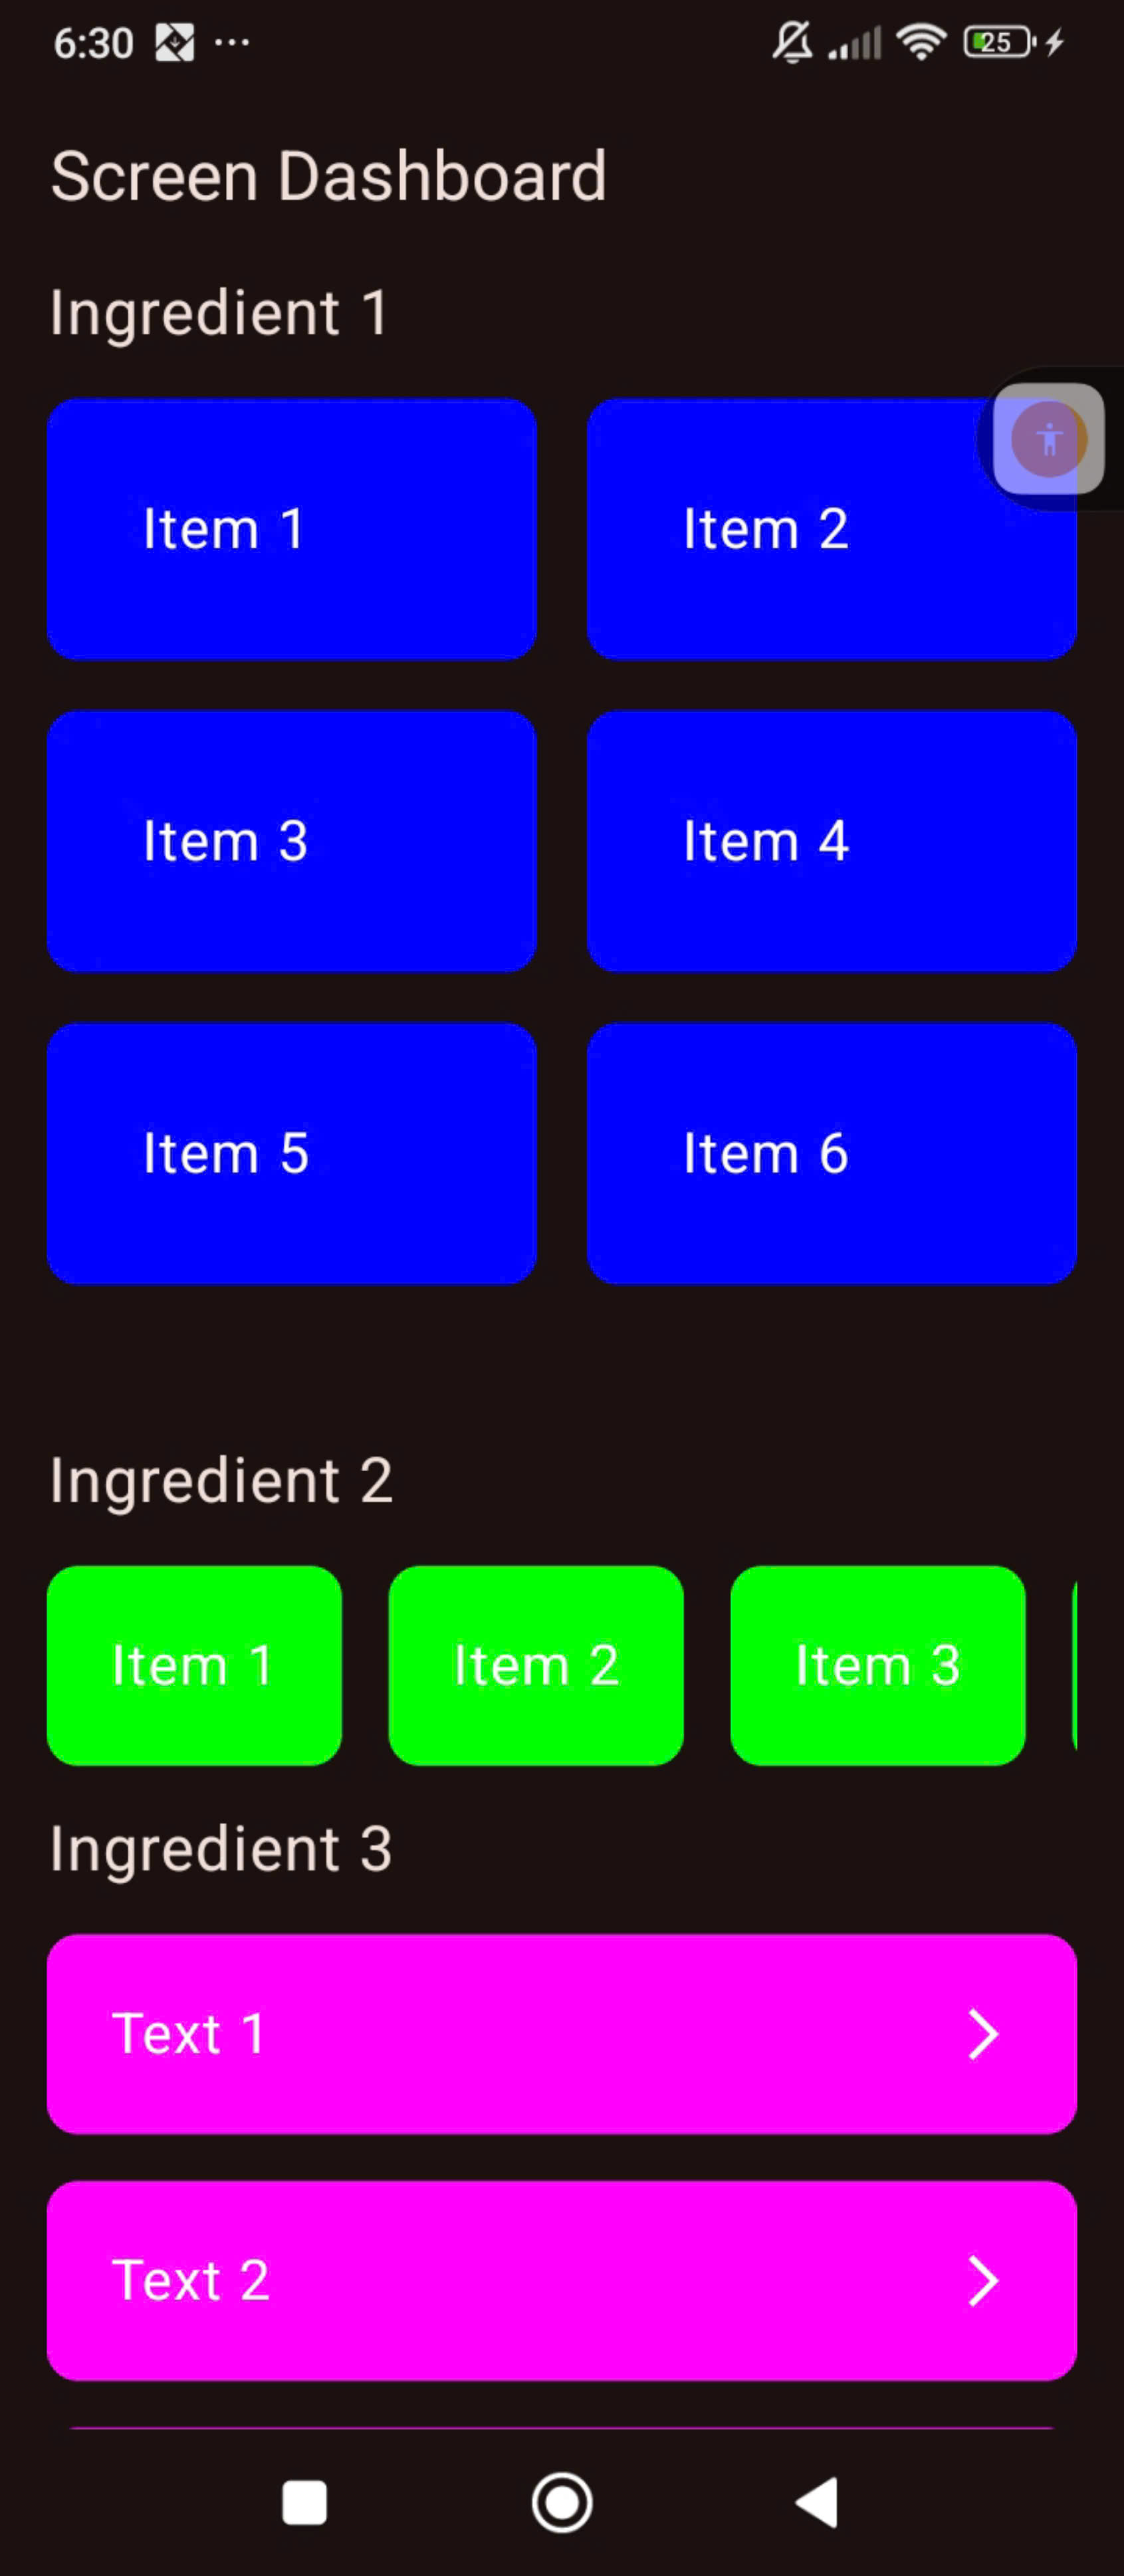 6:30 ... 25
Screen Dashboard
Ingredient 1
Item 1 Item 2
Item 3 Item 4
Item 5 Item 6
Ingredient 2
Item 1 Item 2 Item 3
Ingredient 3
Text 1
Text 2